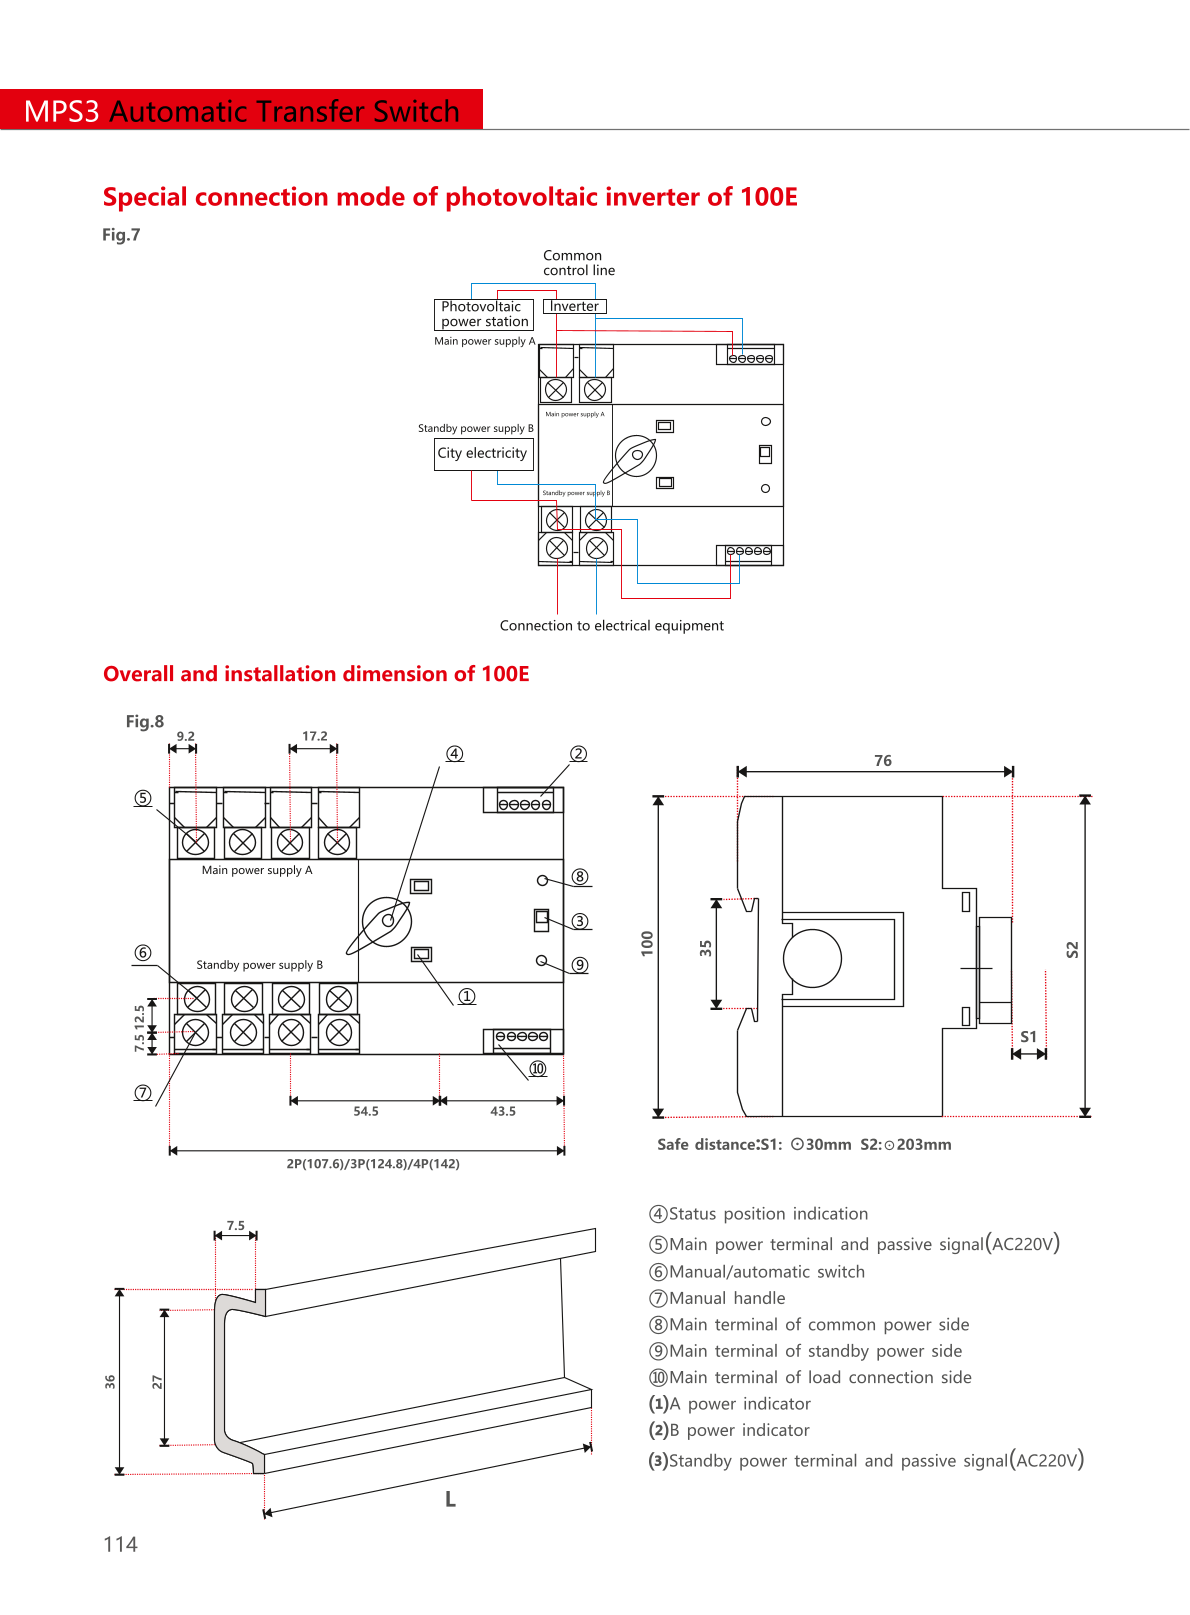 MPS3 Automatic Transfer Switch
Special connection mode of photovoltaic inverter of 100E
Fig.7
Common
control line
Photovoltaic
power station
Inverter
Main power supply A
Main power supply A
Standby power supply B
City electricity
Standby power supply B
Connection to electrical equipment
Overall and installation dimension of 100E
Fig.8
9.2
17.2
④
②
⑤
Main power supply A
⑧
③
⑥
Standby power supply B
⑨
①
12.5
7.5
⑩
⑦
54.5
43.5
2P(107.6)/3P(124.8)/4P(142)
76
100
35
S2
S1
Safe distance:S1: ⊙30mm S2:⊙203mm
7.5
36
27
L
④Status position indication
⑤Main power terminal and passive signal(AC220V)
⑥Manual/automatic switch
⑦Manual handle
⑧Main terminal of common power side
⑨Main terminal of standby power side
⑩Main terminal of load connection side
(1)A power indicator
(2)B power indicator
(3)Standby power terminal and passive signal(AC220V)
114